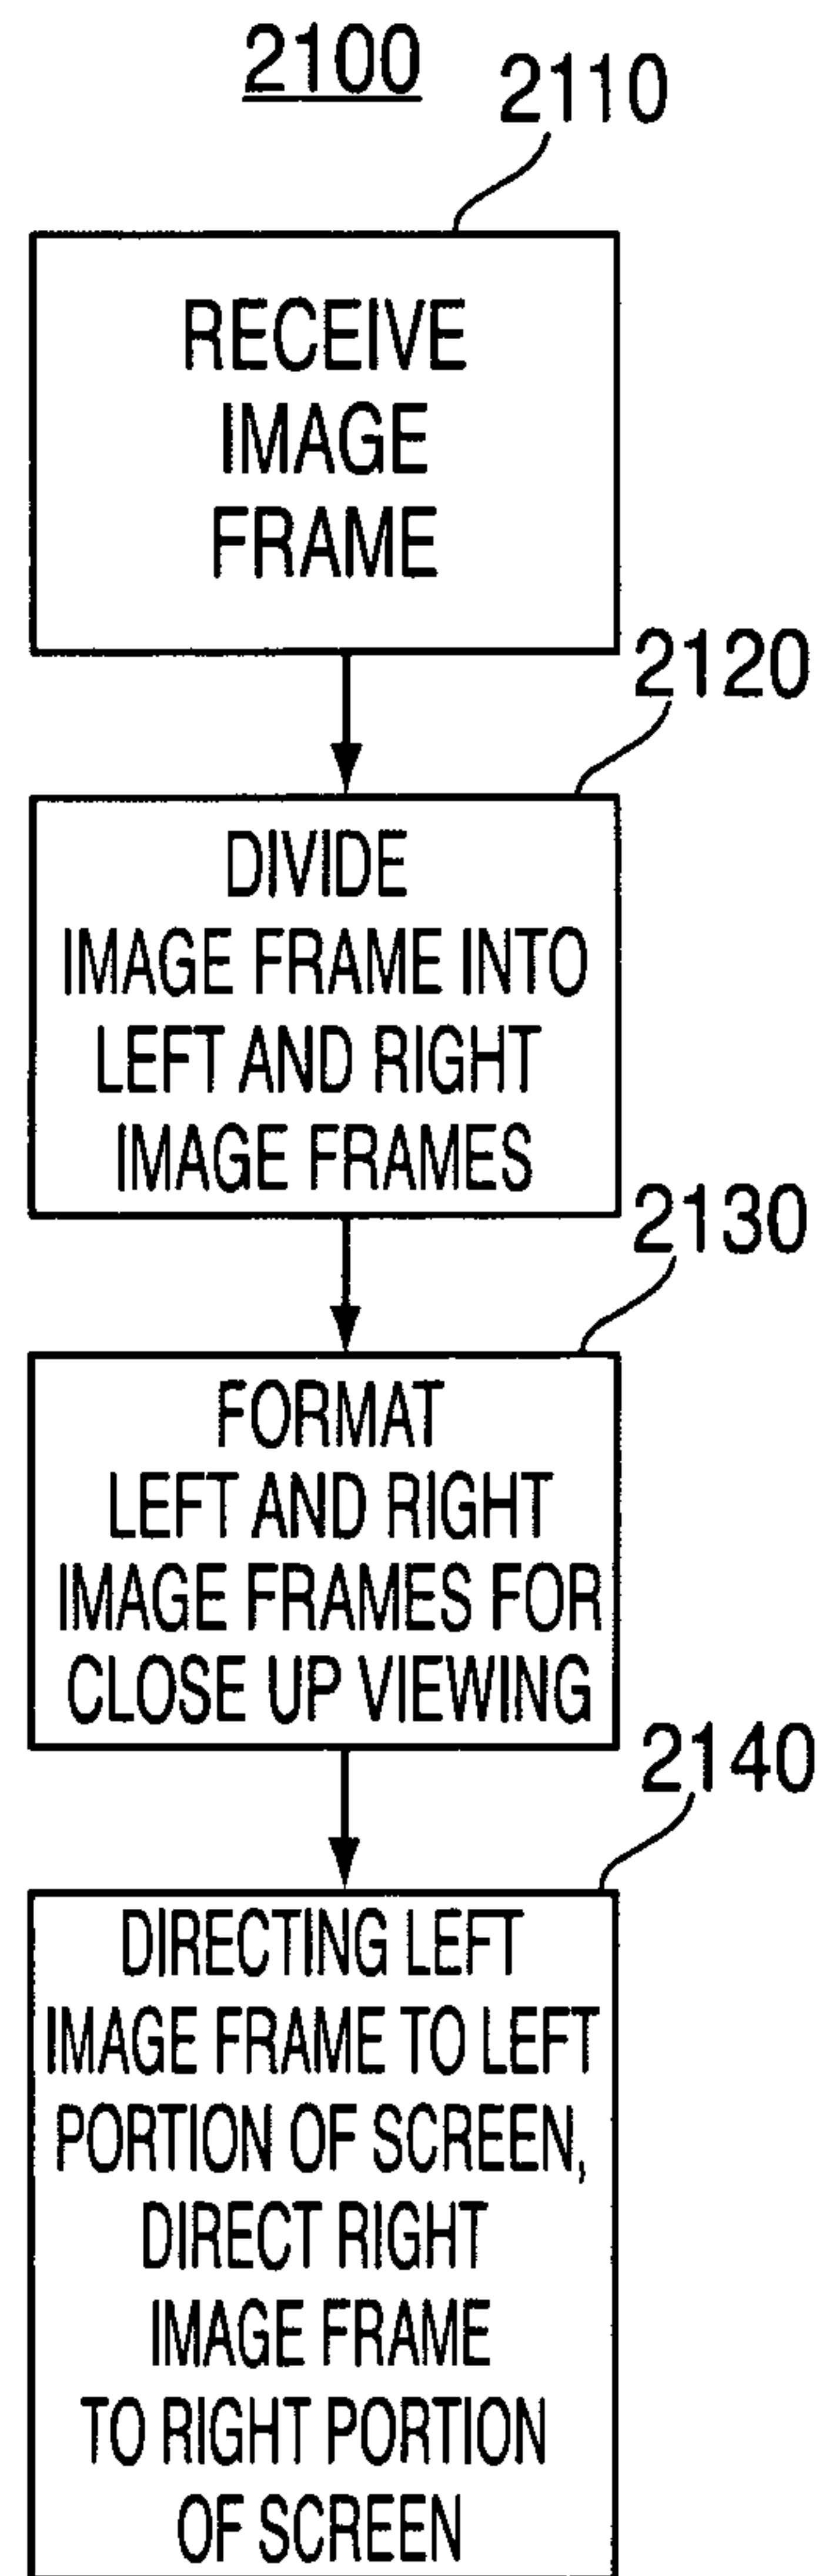 2100
2110
RECEIVE
IMAGE
FRAME
2120
DIVIDE
IMAGE FRAME INTO
LEFT AND RIGHT
IMAGE FRAMES
2130
FORMAT
LEFT AND RIGHT
IMAGE FRAMES FOR
CLOSE UP VIEWING
2140
DIRECTING LEFT
IMAGE FRAME TO LEFT
PORTION OF SCREEN,
DIRECT RIGHT
IMAGE FRAME
TO RIGHT PORTION
OF SCREEN